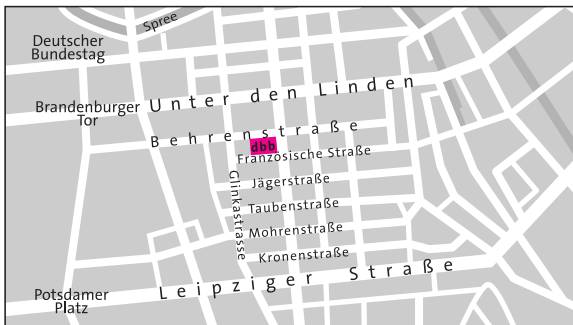 Spree
Deutscher
Bundestag
Unter den Linden
Brandenburger
Tor
Behrenstraße
dbb
Französische Straße
Glinkastrasse
Jägerstraße
Taubenstraße
Mohrenstraße
Kronenstraße
Leipziger Straße
Potsdamer
Platz